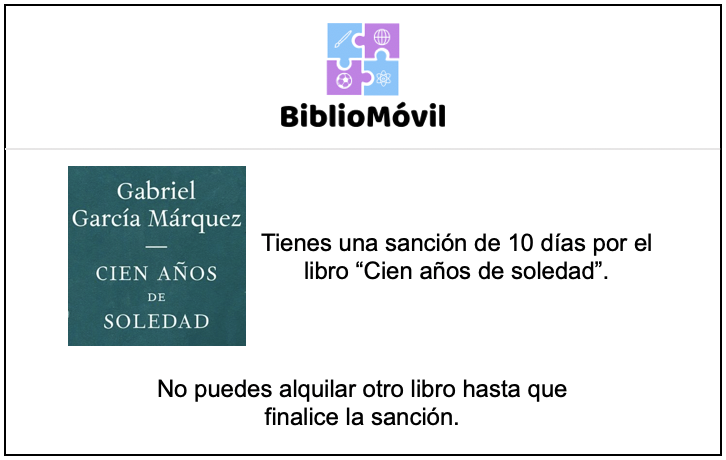 BiblioMóvil
Gabriel
García Márquez
—
CIEN AÑOS
DE
SOLEDAD
Tienes una sanción de 10 días por el
libro “Cien años de soledad”.
No puedes alquilar otro libro hasta que
finalice la sanción.